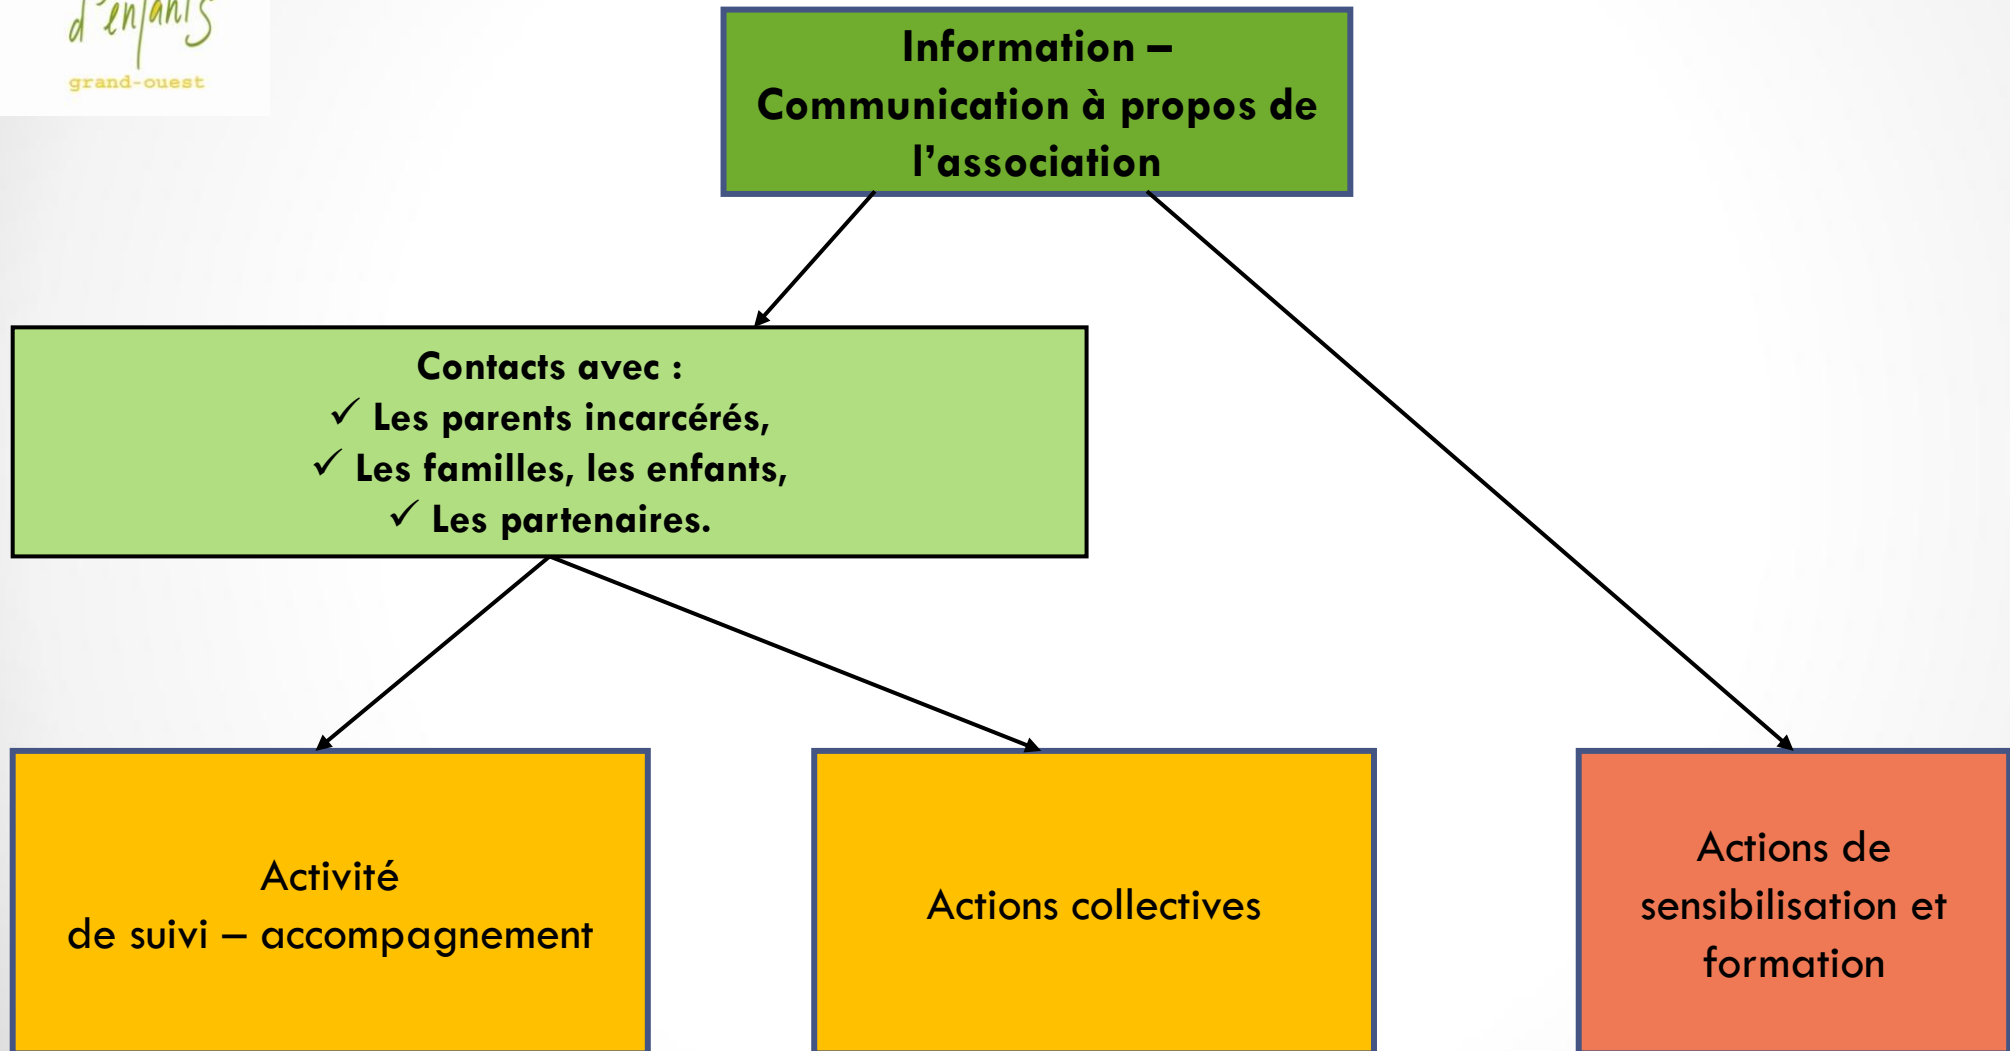 d'enfants
grand-ouest
Information –
Communication à propos de
l'association
Contacts avec :
✓ Les parents incarcérés,
✓ Les familles, les enfants,
✓ Les partenaires.
Activité
de suivi – accompagnement
Actions collectives
Actions de
sensibilisation et
formation